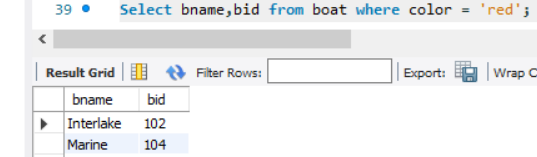 39 Select bname,bid from boat where color = 'red';
Result Grid Filter Rows: Export: Wrap C
bname bid
Interlake 102
Marine 104